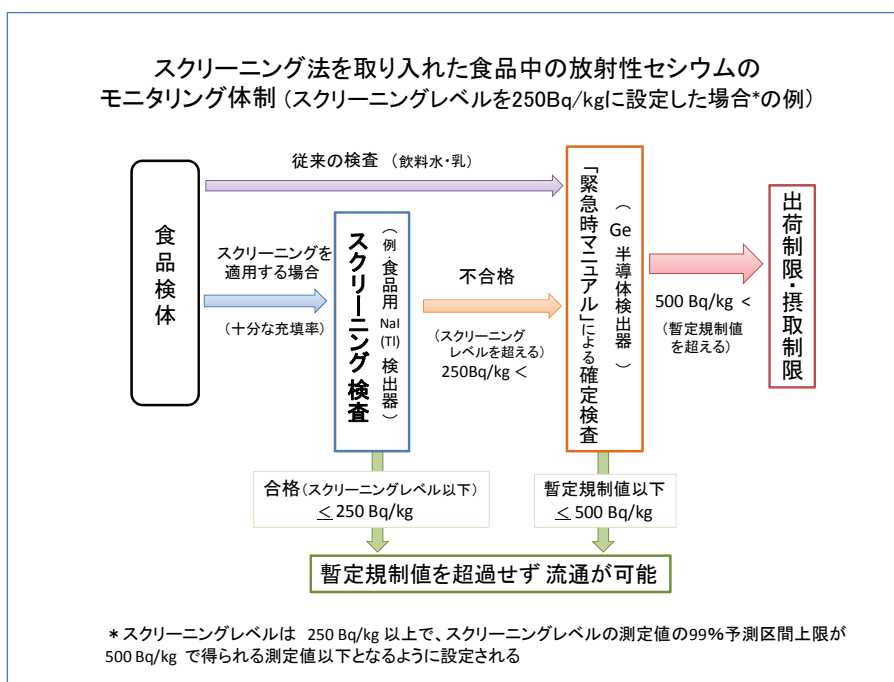 スクリーニング法を取り入れた食品中の放射性セシウムの
モニタリング体制（スクリーニングレベルを250Bq/kgに設定した場合*の例）
従来の検査（飲料水・乳）
食品検体
スクリーニングを
適用する場合
（十分な充填率）
スクリーニング 検査
（例：食品用 NaI (Tl) 検出器）
不合格
（スクリーニング
レベルを超える）
250Bq/kg <
「緊急時マニュアル」による確定検査
（Ge 半導体検出器）
500 Bq/kg <
（暫定規制値
を超える）
出荷制限・摂取制限
合格（スクリーニングレベル以下）
≤ 250 Bq/kg
暫定規制値以下
≤ 500 Bq/kg
暫定規制値を超過せず 流通が可能
＊スクリーニングレベルは 250 Bq/kg 以上で、スクリーニングレベルの測定値の99%予測区間上限が
500 Bq/kg で得られる測定値以下となるように設定される